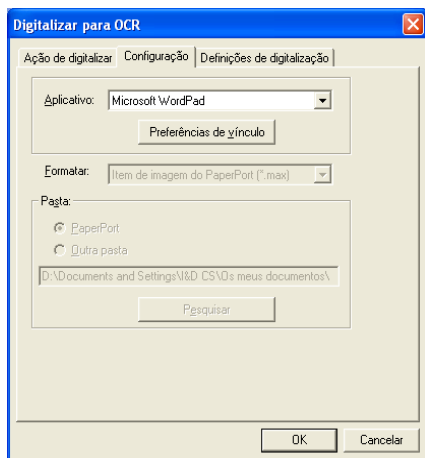 Digitalizar para OCR
Ação de digitalizar Configuração Definições de digitalização
Aplicativo: Microsoft WordPad
Preferências de vínculo
Formatar: Item de imagem do PaperPort (*.max)
Pasta:
PaperPort
Outra pasta
D:\Documents and Settings\I&D CS\Os meus documentos\
Pesquisar
OK Cancelar